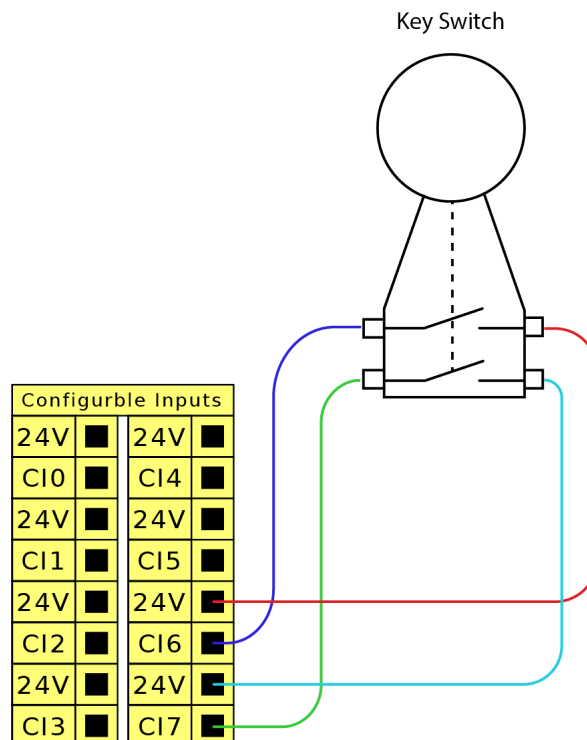 Key Switch
Configurble Inputs
24V 24V
CI0 CI4
24V 24V
CI1 CI5
24V 24V
CI2 CI6
24V 24V
CI3 CI7